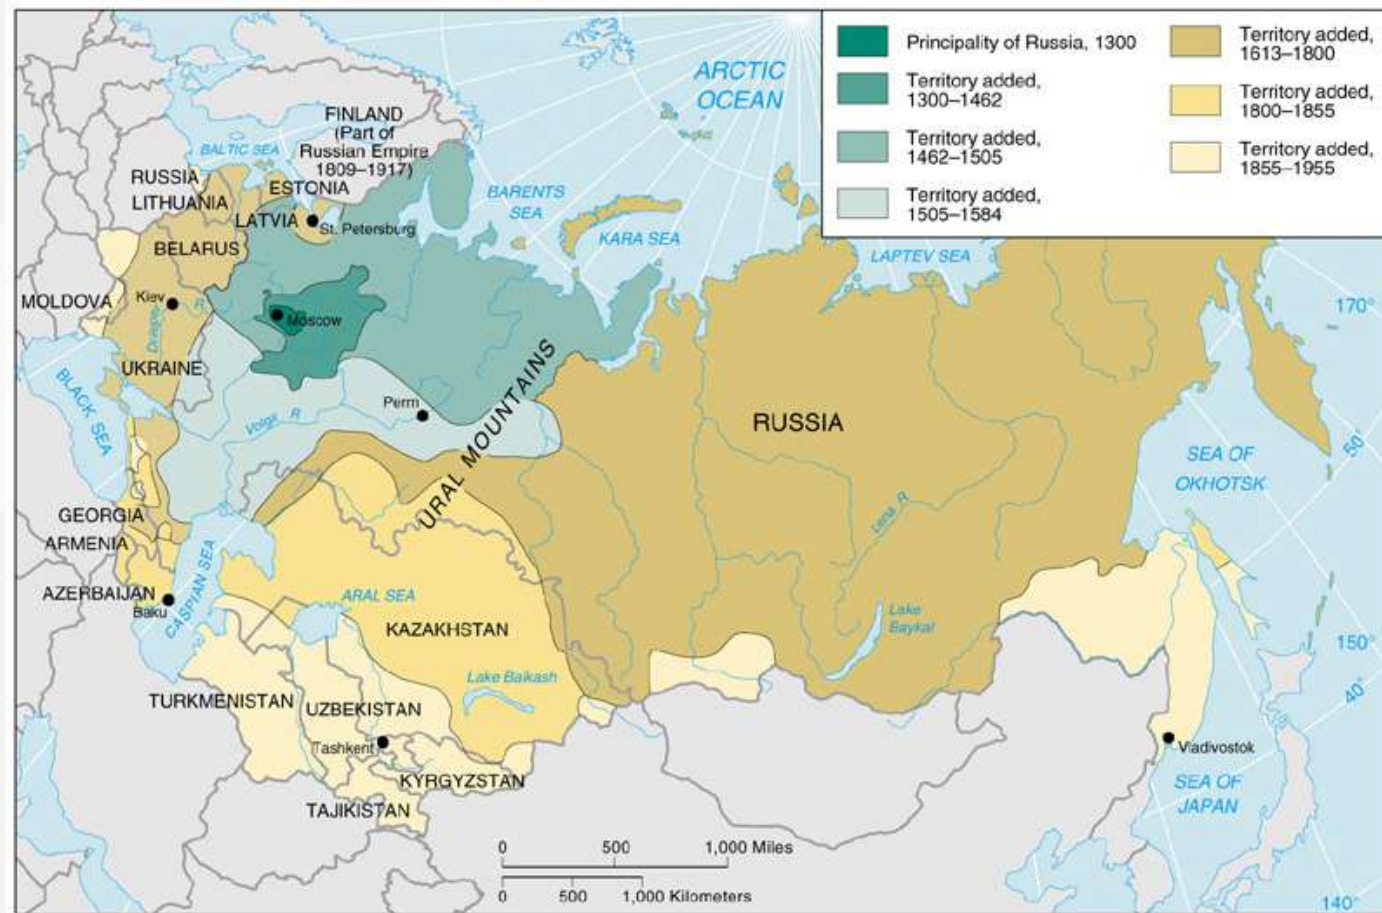 Principality of Russia, 1300
Territory added,
1300–1462
Territory added,
1462–1505
Territory added,
1505–1584
Territory added,
1613–1800
Territory added,
1800–1855
Territory added,
1855–1955
ARCTIC
OCEAN
FINLAND
(Part of
Russian Empire
1809–1917)
BALTIC SEA
RUSSIA
ESTONIA
LITHUANIA
LATVIA
St. Petersburg
BARENTS
SEA
KARA SEA
LAPTEV SEA
BELARUS
MOLDOVA
Kiev
R.
Dnieper
Moscow
170°
UKRAINE
BLACK SEA
Perm
Volga R
URAL MOUNTAINS
RUSSIA
50°
SEA OF
OKHOTSK
Lena R
GEORGIA
ARMENIA
AZERBAIJAN
Baku
CASPIAN SEA
ARAL SEA
KAZAKHSTAN
Lake
Baykal
150°
Lake Balkash
TURKMENISTAN
UZBEKISTAN
40°
Tashkent
Vladivostok
KYRGYZSTAN
TAJIKISTAN
SEA OF
JAPAN
0 500 1,000 Miles
0 500 1,000 Kilometers
140°